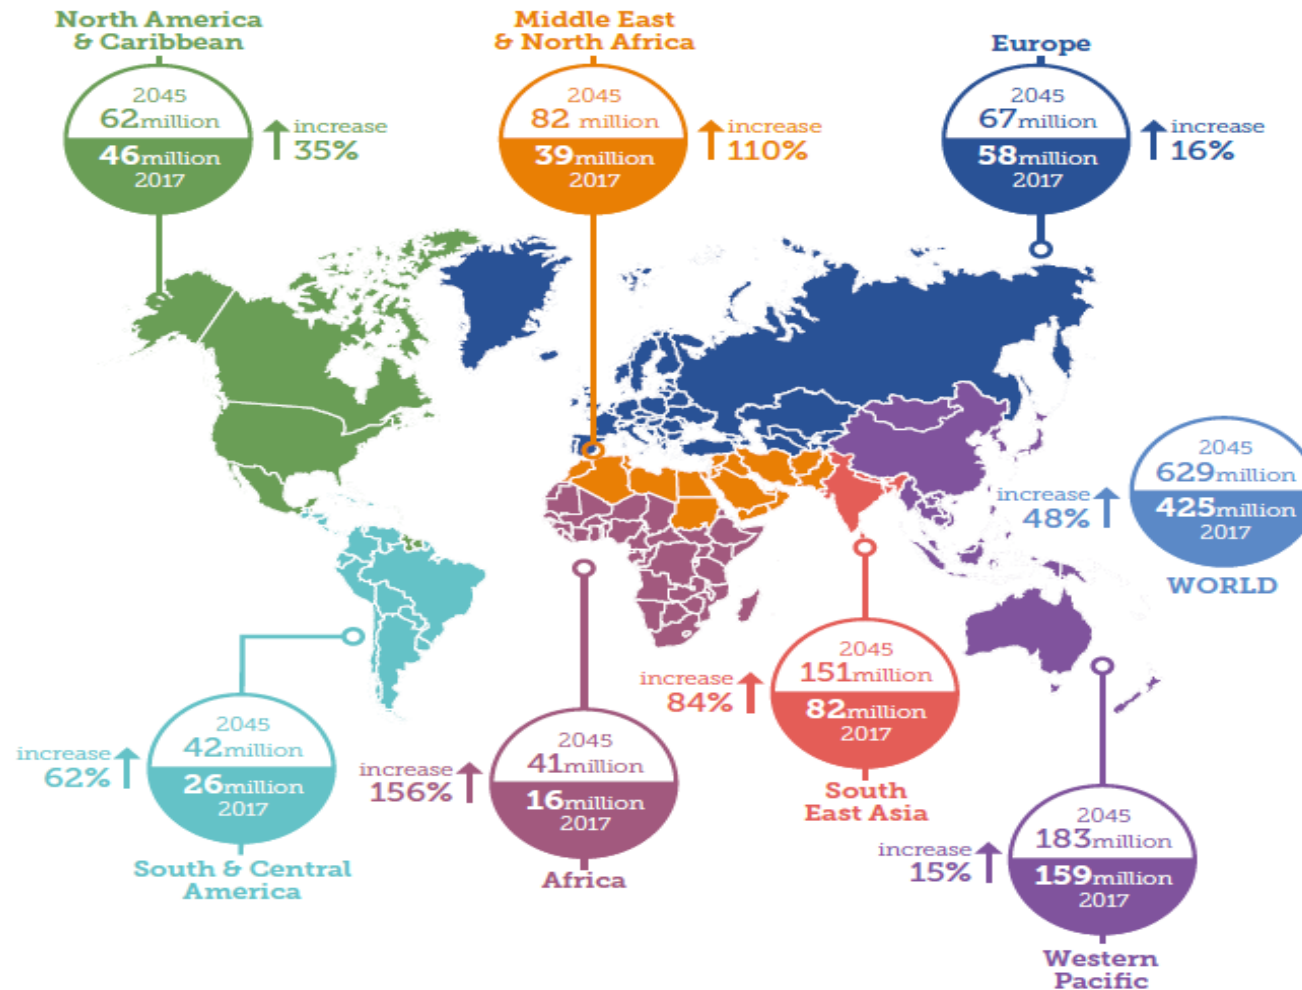 North America
& Caribbean
2045
62million
46million
2017
increase
35%
Middle East
& North Africa
2045
82 million
39million
2017
increase
110%
Europe
2045
67million
58million
2017
increase
16%
2045
629million
425million
2017
WORLD
increase
48%
2045
42million
26million
2017
increase
62%
South & Central
America
2045
41million
16million
2017
increase
156%
Africa
2045
151million
82million
2017
increase
84%
South
East Asia
2045
183million
159million
2017
increase
15%
Western
Pacific